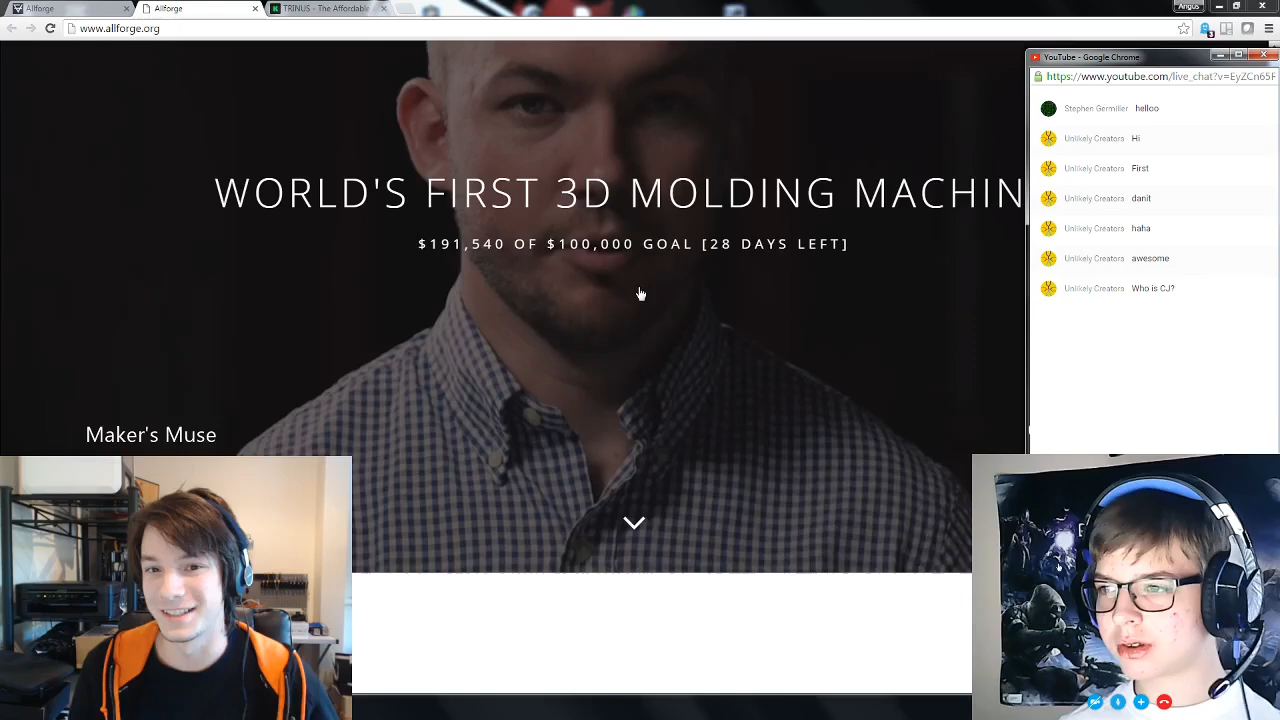 Allforge
Allforge
TRINUS - The Affordable
Angus
www.allforge.org
YouTube - Google Chrome
https://www.youtube.com/live_chat?v=EyZCn65F
Stephen Germiller helloo
Unlikely Creators Hi
Unlikely Creators First
Unlikely Creators danit
Unlikely Creators haha
Unlikely Creators awesome
Unlikely Creators Who is CJ?
WORLD'S FIRST 3D MOLDING MACHIN
$191,540 OF $100,000 GOAL [28 DAYS LEFT]
Maker's Muse